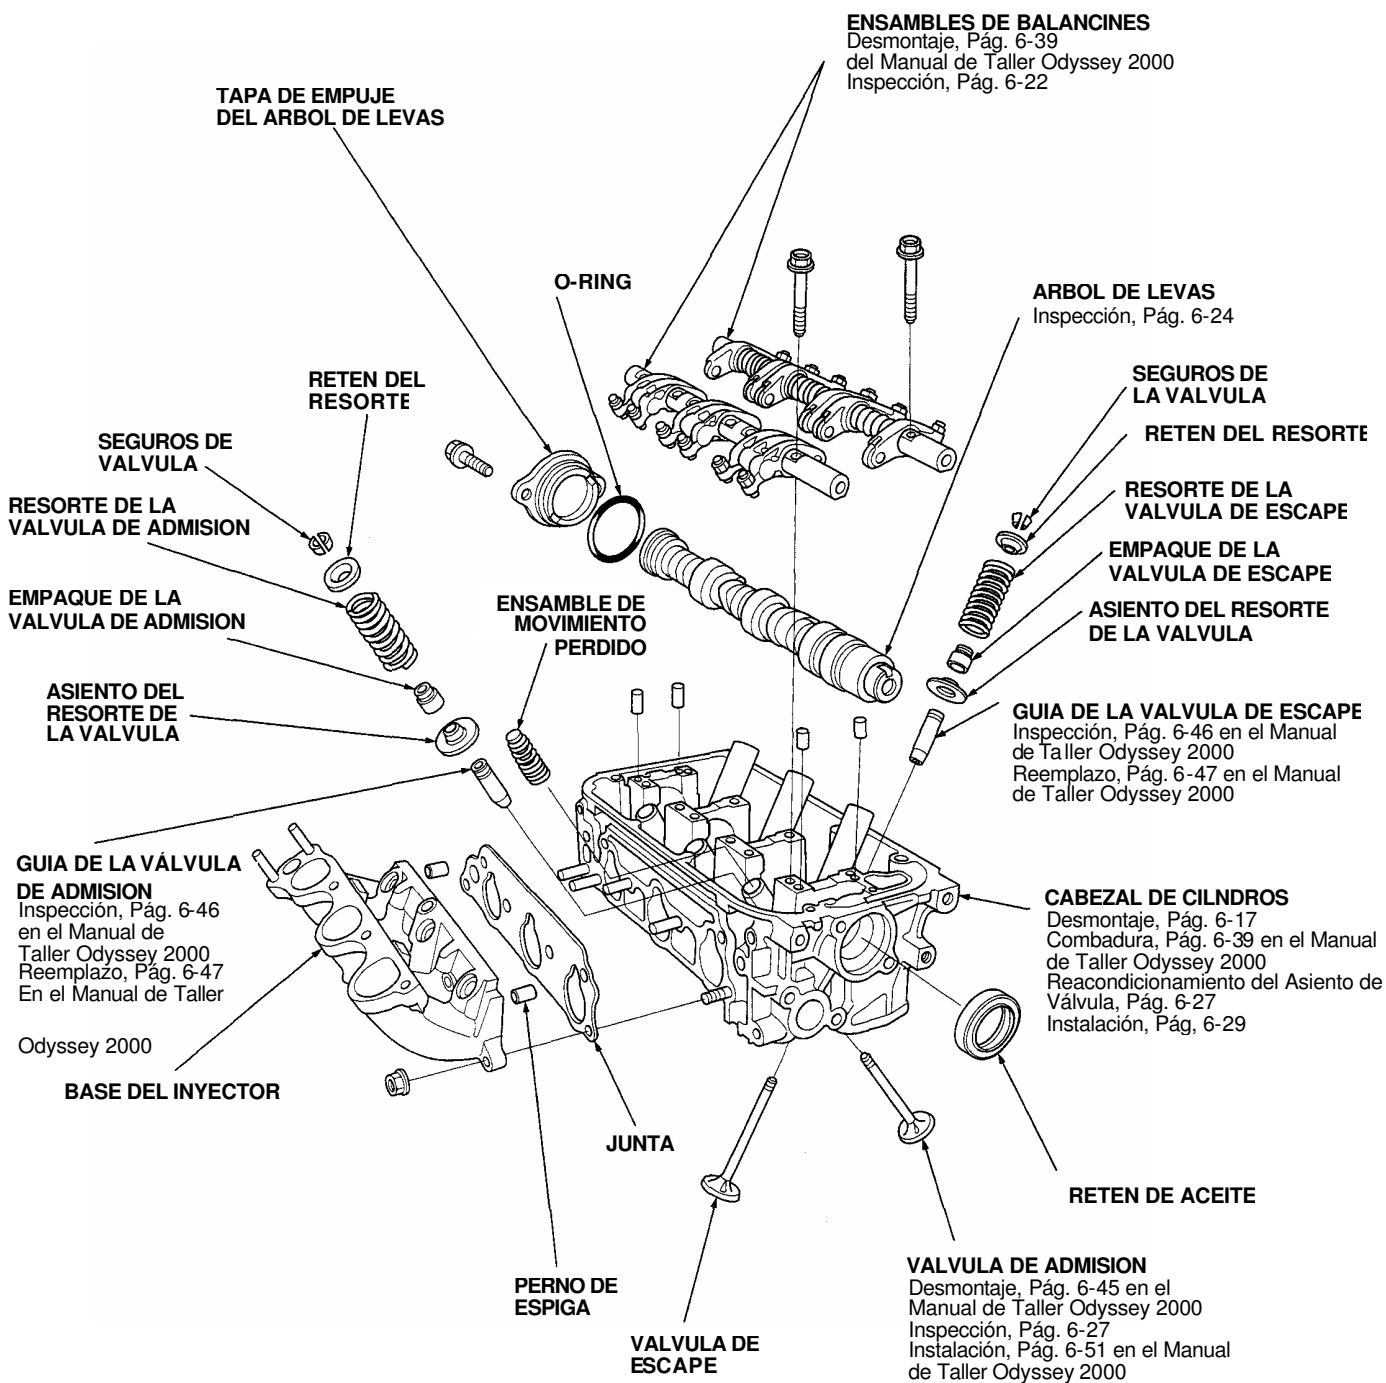 ENSAMBLES DE BALANCINES
Desmontaje, Pág. 6-39
del Manual de Taller Odyssey 2000
Inspección, Pág. 6-22
TAPA DE EMPUJE
DEL ARBOL DE LEVAS
O-RING
ARBOL DE LEVAS
Inspección, Pág. 6-24
RETEN DEL
RESORTE
SEGUROS DE
VALVULA
RESORTE DE LA
VALVULA DE ADMISION
EMPAQUE DE LA
VALVULA DE ADMISION
ASIENTO DEL
RESORTE DE
LA VALVULA
ENSAMBLE DE
MOVIMIENTO
PERDIDO
SEGUROS DE
LA VALVULA
RETEN DEL RESORTE
RESORTE DE LA
VALVULA DE ESCAPE
EMPAQUE DE LA
VALVULA DE ESCAPE
ASIENTO DEL RESORTE
DE LA VALVULA
GUIA DE LA VALVULA DE ESCAPE
Inspección, Pág. 6-46 en el Manual
de Taller Odyssey 2000
Reemplazo, Pág. 6-47 en el Manual
de Taller Odyssey 2000
GUIA DE LA VÁLVULA
DE ADMISION
Inspección, Pág. 6-46
en el Manual de
Taller Odyssey 2000
Reemplazo, Pág. 6-47
En el Manual de Taller
Odyssey 2000
BASE DEL INYECTOR
CABEZAL DE CILNDROS
Desmontaje, Pág. 6-17
Combadura, Pág. 6-39 en el Manual
de Taller Odyssey 2000
Reacondicionamiento del Asiento de
Válvula, Pág. 6-27
Instalación, Pág, 6-29
JUNTA
RETEN DE ACEITE
PERNO DE
ESPIGA
VALVULA DE
ESCAPE
VALVULA DE ADMISION
Desmontaje, Pág. 6-45 en el
Manual de Taller Odyssey 2000
Inspección, Pág. 6-27
Instalación, Pág. 6-51 en el Manual
de Taller Odyssey 2000